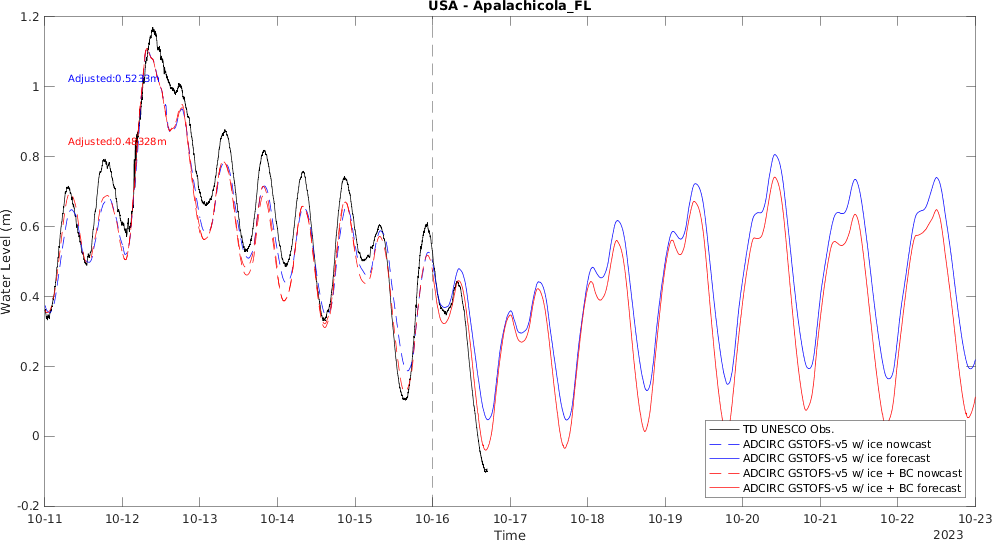 USA - Apalachicola_FL
1.2
1
0.8
0.6
0.4
0.2
0
-0.2
Water Level (m)
Adjusted:0.5233m
Adjusted:0.48328m
TD UNESCO Obs.
ADCIRC GSTOFS-v5 w/ ice nowcast
ADCIRC GSTOFS-v5 w/ ice forecast
ADCIRC GSTOFS-v5 w/ ice + BC nowcast
ADCIRC GSTOFS-v5 w/ ice + BC forecast
10-11 10-12 10-13 10-14 10-15 10-16 10-17 10-18 10-19 10-20 10-21 10-22 10-23
Time
2023